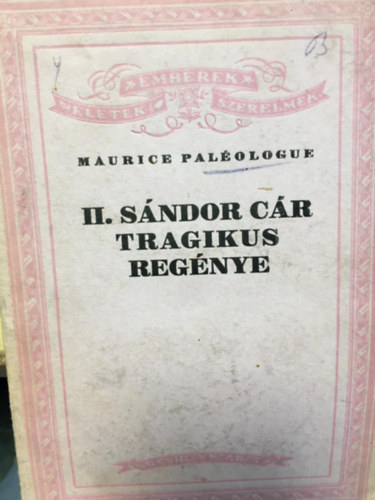 EMBEREK
ÉLETEK SZERELMEK
MAURICE PALÉOLOGUE
II. SÁNDOR CÁR
TRAGIKUS
REGÉNYE